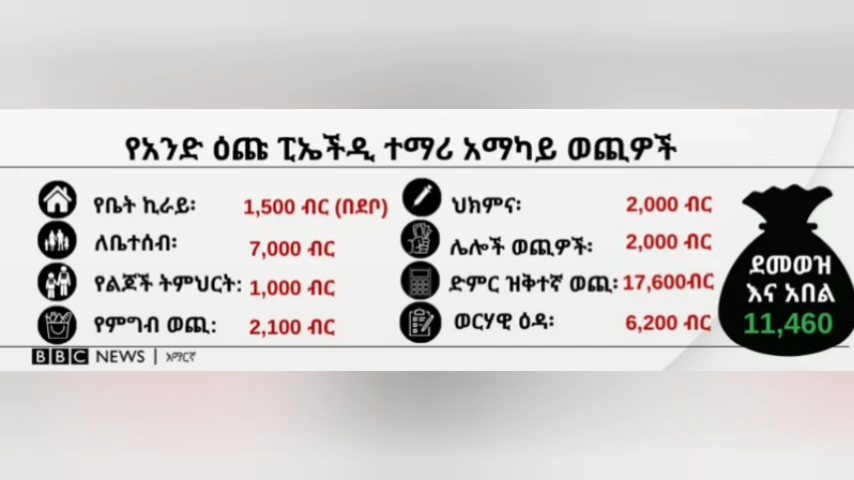 የአንድ ዕጩ ፒኤችዲ ተማሪ አማካይ ወጪዎች
የቤት ኪራይ፡ 1,500 ብር (በደቦ)
ለቤተሰብ፡ 7,000 ብር
የልጆች ትምህርት: 1,000 ብር
የምግብ ወጪ: 2,100 ብር
ህክምና፡ 2,000 ብር
ሌሎች ወጪዎች፡ 2,000 ብር
ድምር ዝቅተኛ ወጪ፡ 17,600ብር
ወርሃዊ ዕዳ፡ 6,200 ብር
ደመወዝ
እና አበል
11,460
BBC NEWS | አማርኛ